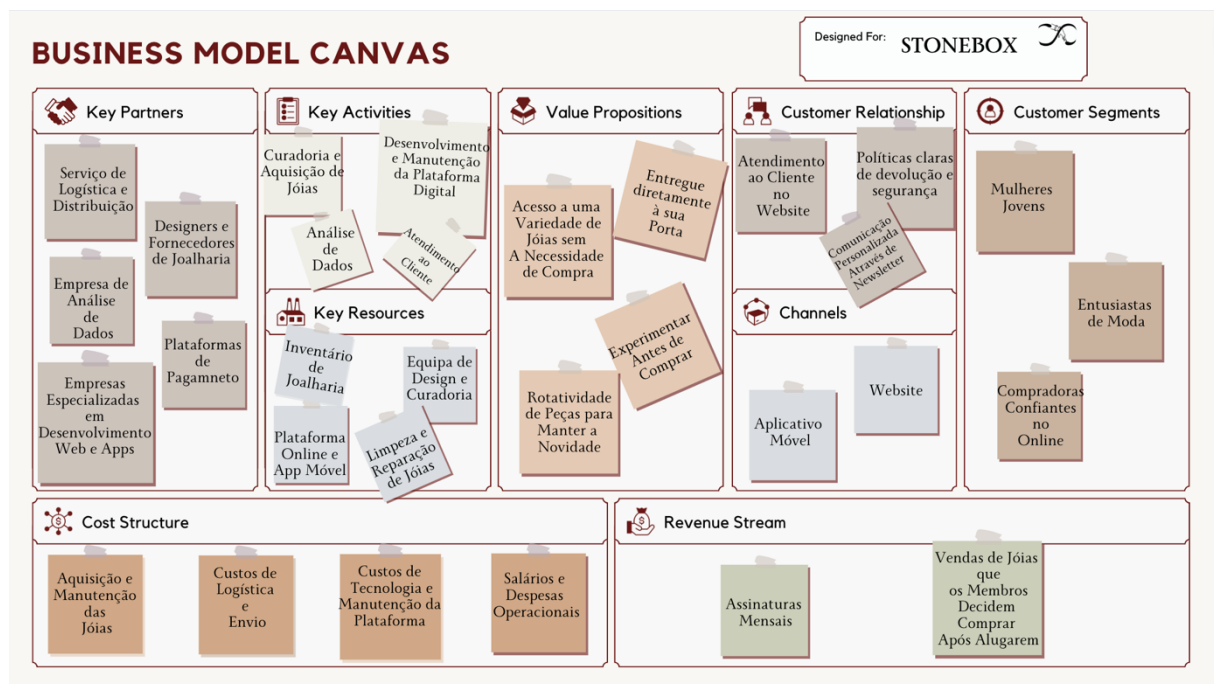 BUSINESS MODEL CANVAS
Designed For:
STONEBOX
Key Partners
Serviço de
Logística e
Distribuição
Designers e
Fornecedores
de Joalharia
Empresa de
Análise
de
Dados
Plataformas
de
Pagamneto
Empresas
Especializadas
em
Desenvolvimento
Web e Apps
Key Activities
Curadoria e
Aquisição de
Jóias
Desenvolvimento
e Manutenção
da Plataforma
Digital
Análise
de
Dados
Atendimento
ao
Cliente
Key Resources
Inventário
de
Joalharia
Equipa de
Design e
Curadoria
Plataforma
Online e
App Móvel
Limpeza e
Reparação
de Jóias
Value Propositions
Acesso a uma
Variedade de
Jóias sem
A Necessidade
de Compra
Entregue
diretamente
à sua
Porta
Experimentar
Antes de
Comprar
Rotatividade
de Peças para
Manter a
Novidade
Customer Relationship
Atendimento
ao Cliente
no
Website
Políticas claras
de devolução e
segurança
Comunicação
Personalizada
Através de
Newsletter
Channels
Aplicativo
Móvel
Website
Customer Segments
Mulheres
Jovens
Entusiastas
de Moda
Compradoras
Confiantes
no
Online
Cost Structure
Aquisição e
Manutenção
das
Jóias
Custos de
Logística
e
Envio
Custos de
Tecnologia e
Manutenção da
Plataforma
Salários e
Despesas
Operacionais
Revenue Stream
Assinaturas
Mensais
Vendas de Jóias
que
os Membros
Decidem
Comprar
Após Alugarem